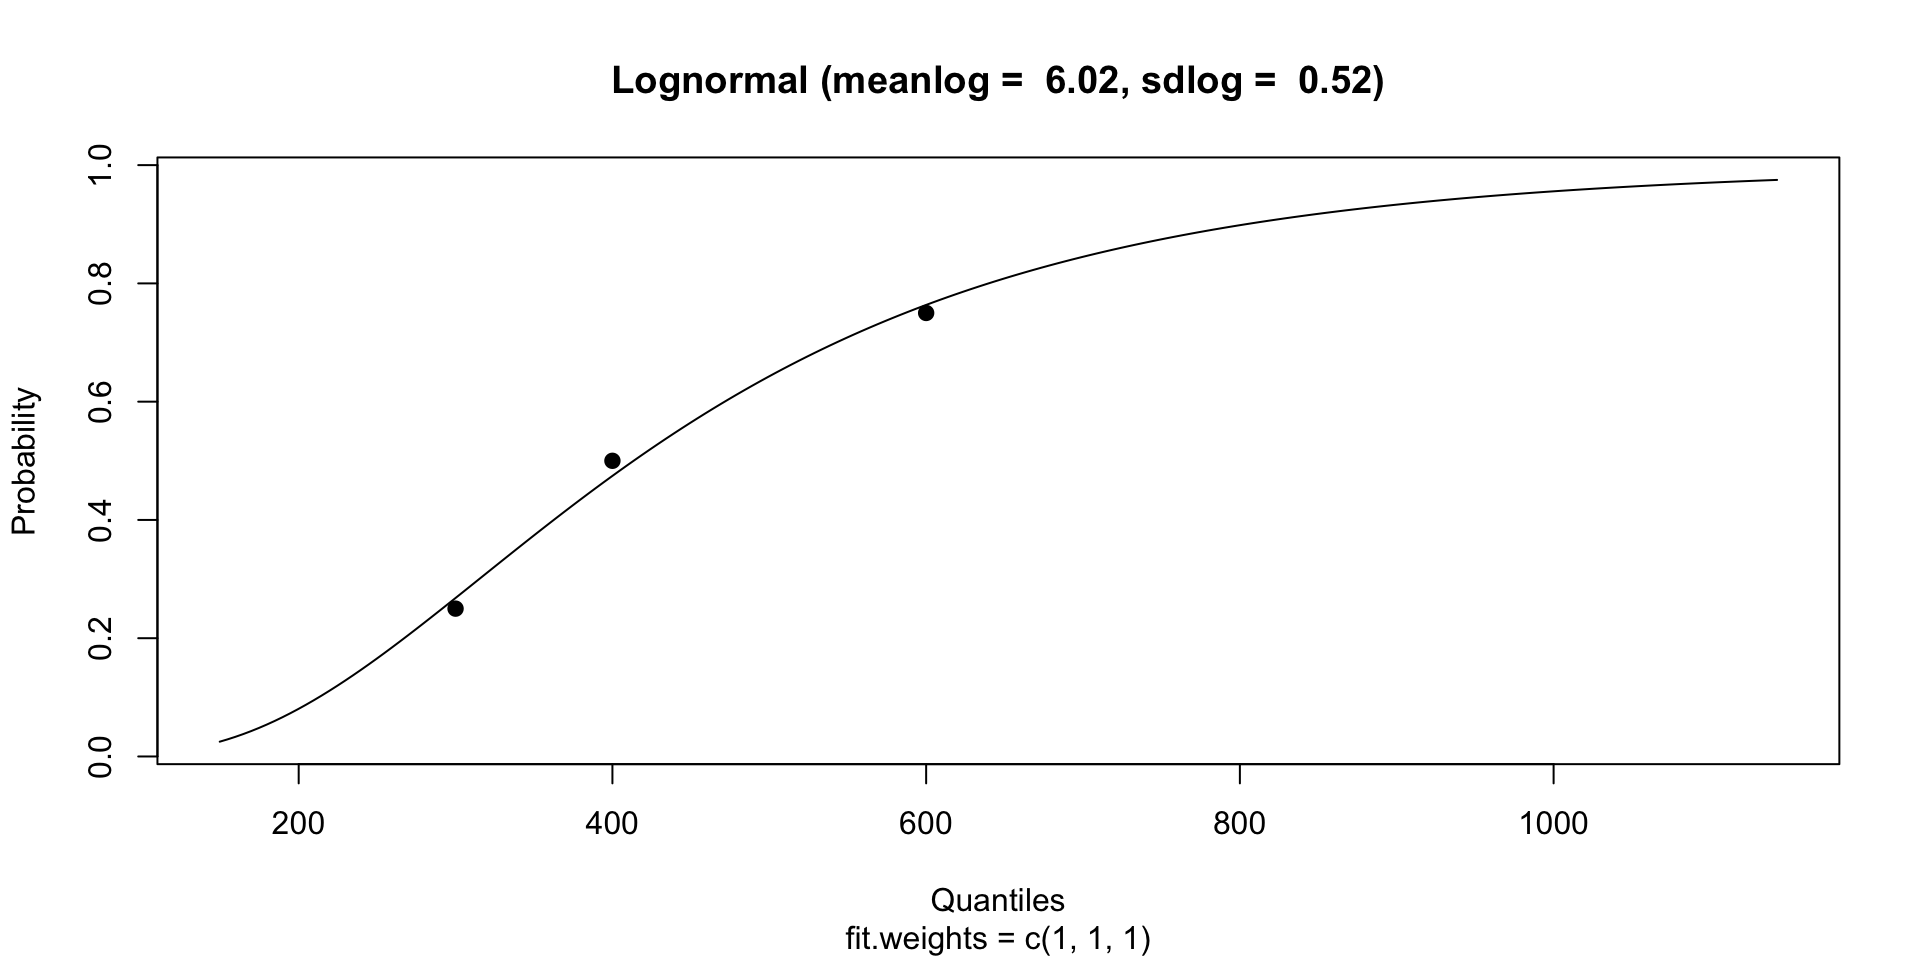 Lognormal (meanlog =  6.02, sdlog =  0.52)
1.0
0.8
0.6
0.4
0.2
0.0
Probability
200 400 600 800 1000
Quantiles
fit.weights = c(1, 1, 1)